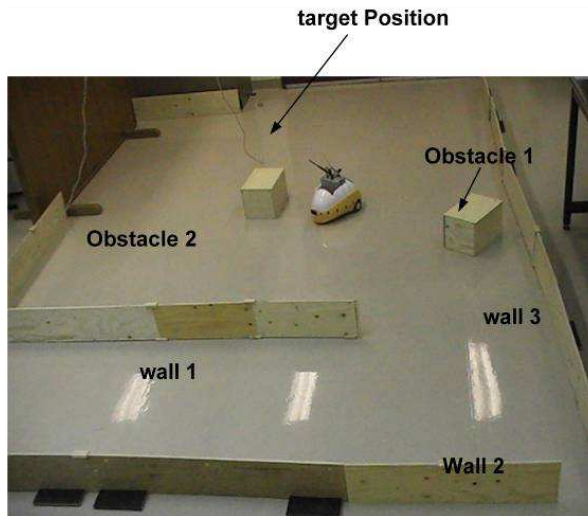 target Position
Obstacle 1
Obstacle 2
wall 3
wall 1
Wall 2